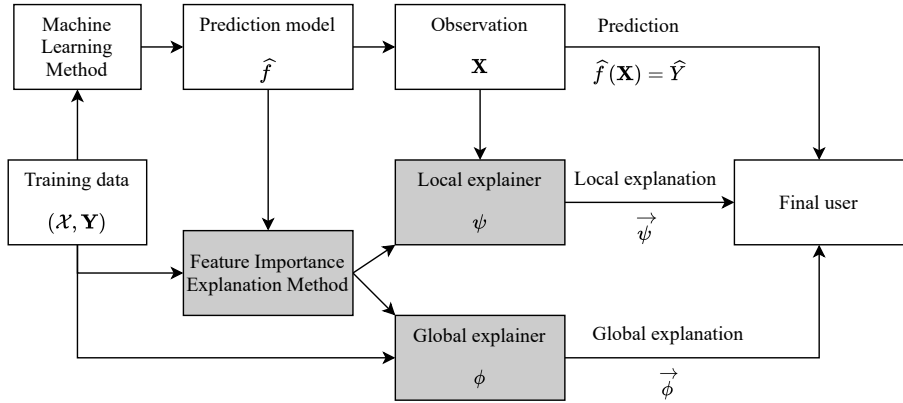 Machine
Learning
Method
Prediction model
f̂
Observation
X
Prediction
f̂ (X) = Ŷ
Training data
(𝒳, Y)
Feature Importance
Explanation Method
Local explainer
ψ
Local explanation
ψ⃗
Final user
Global explainer
ϕ
Global explanation
ϕ⃗